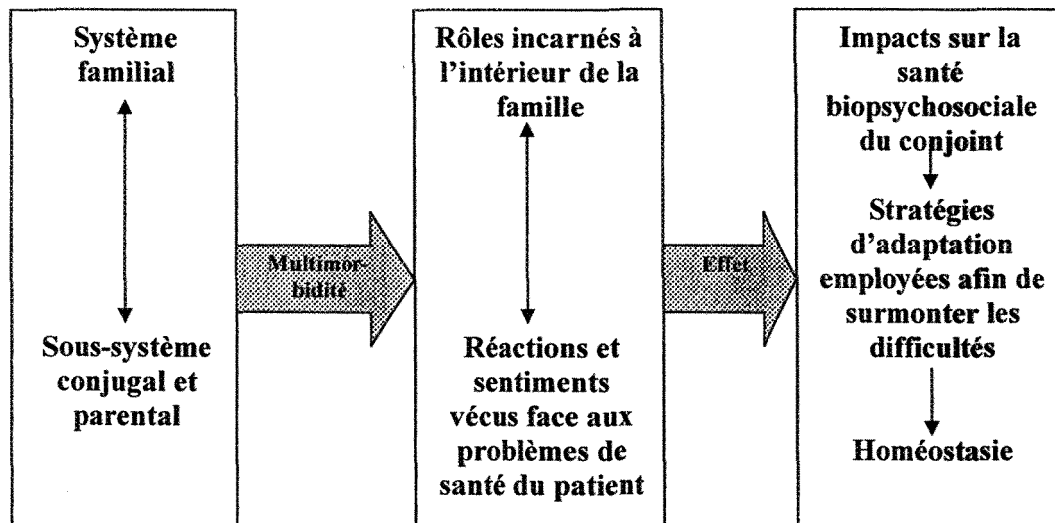 Système
familial
Sous-système
conjugal et
parental
Multimor-
bidité
Rôles incarnés à
l'intérieur de la
famille
Réactions et
sentiments
vécus face aux
problèmes de
santé du patient
Effet
Impacts sur la
santé
biopsychosociale
du conjoint
Stratégies
d'adaptation
employées afin de
surmonter les
difficultés
Homéostasie